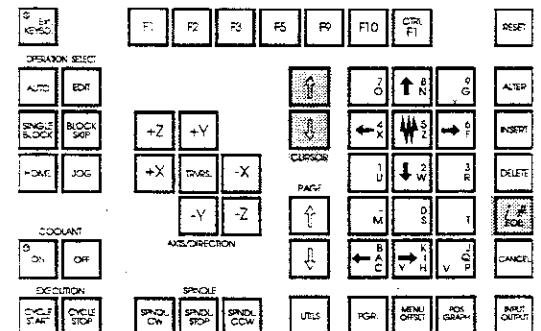 EXT. KEYBD. F1 F2 F3 F5 F9 F10 CTRL F1 RESET
OPERATION SELECT
AUTO EDIT 7 O 8 N 9 G ALTER
SINGLE BLOCK BLOCK SKIP +Z +Y 4 X 5 Z 6 F INSERT
CURSOR
HOME JOG +X TRVRS. -X 1 U 2 W 3 R DELETE
PAGE
-Y -Z - M 0 S . T / # EOB
COOLANT AXIS/DIRECTION
ON OFF B A C K I Y H J Q V P CANCEL
EXECUTION SPINDLE
CYCLE START CYCLE STOP SPNDL. CW SPNDL. STOP SPNDL. CCW UTILS PGR. MENU OFFSET POS. GRAPH INPUT OUTPUT